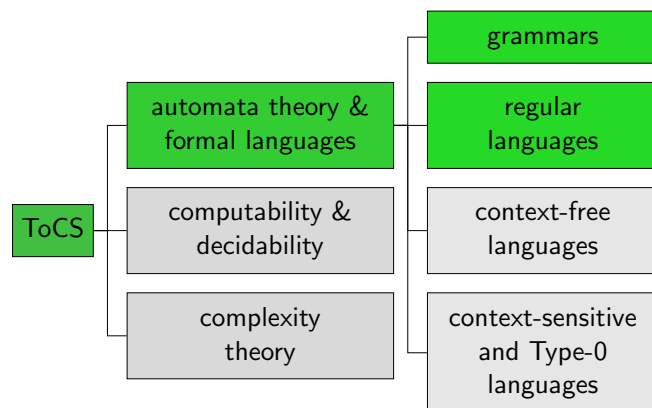 grammars
automata theory &
formal languages
regular
languages
ToCS
computability &
decidability
context-free
languages
complexity
theory
context-sensitive
and Type-0
languages